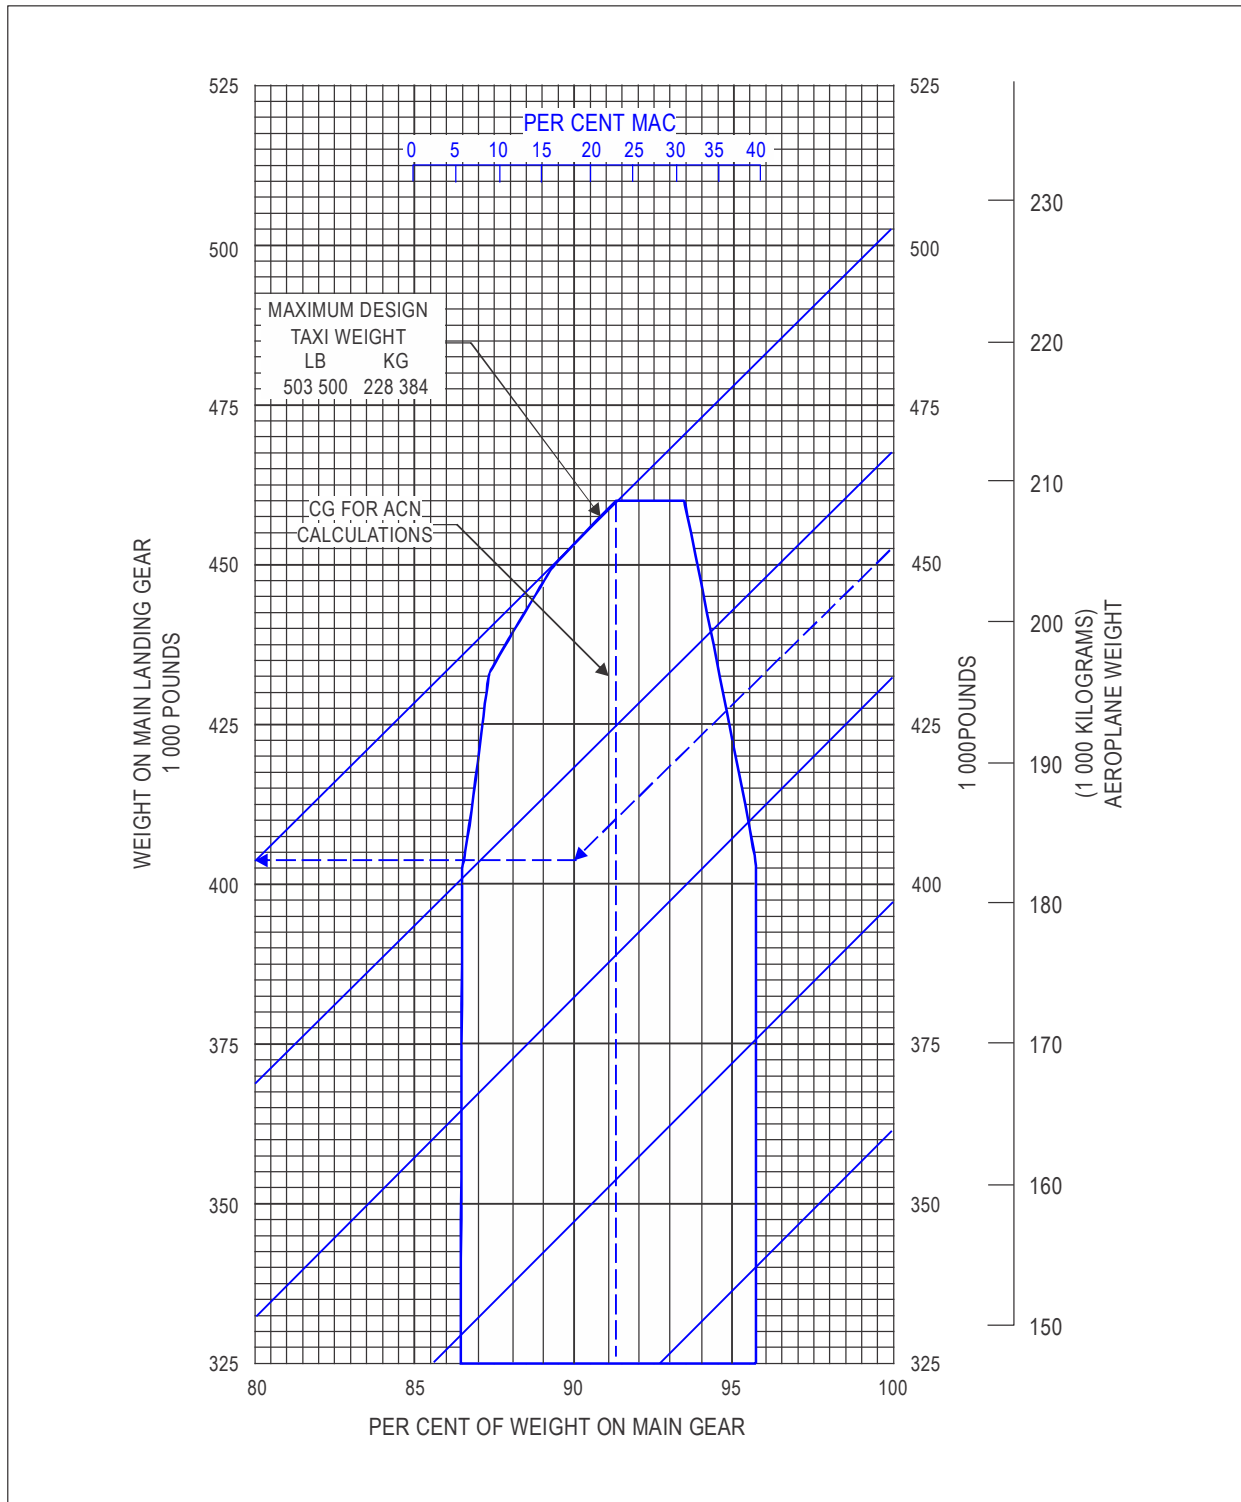 525 525
PER CENT MAC
0 5 10 15 20 25 30 35 40
230
500 500
MAXIMUM DESIGN
TAXI WEIGHT
LB KG
503 500 228 384
220
475 475
210
CG FOR ACN
CALCULATIONS
450 450
WEIGHT ON MAIN LANDING GEAR
1 000 POUNDS
200
1 000POUNDS
(1 000 KILOGRAMS)
AEROPLANE WEIGHT
425 425
190
400 400
180
375 375
170
350 350
160
150
325 325
80 85 90 95 100
PER CENT OF WEIGHT ON MAIN GEAR